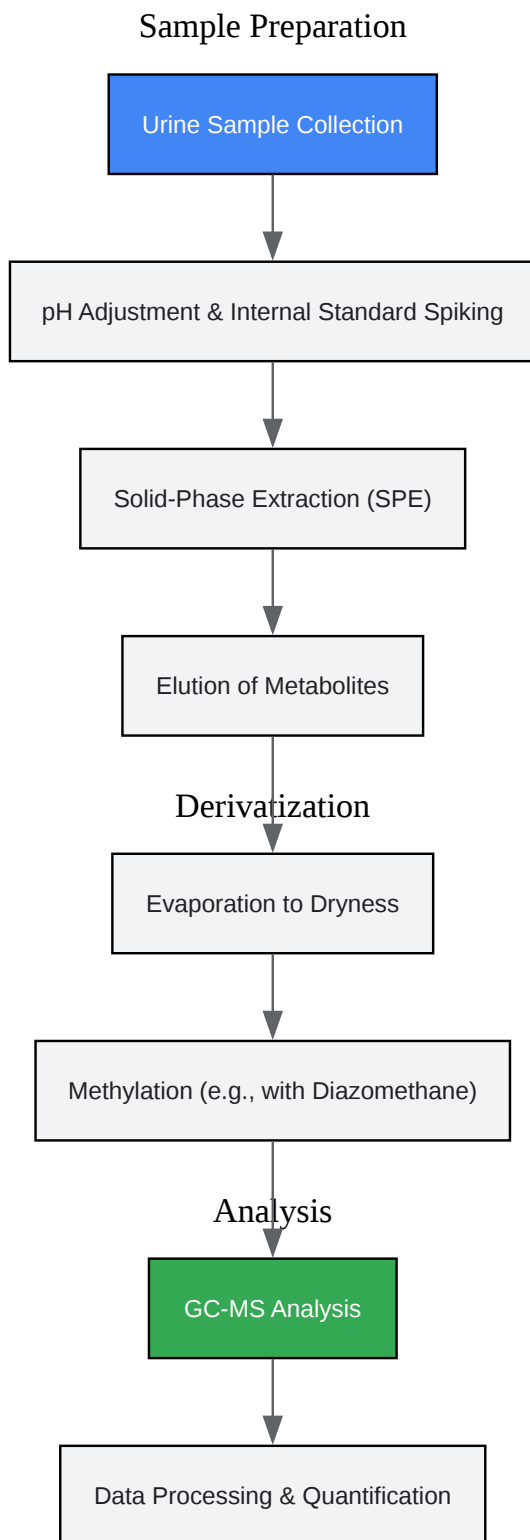 Sample Preparation
Urine Sample Collection
pH Adjustment & Internal Standard Spiking
Solid-Phase Extraction (SPE)
Elution of Metabolites
Derivatization
Evaporation to Dryness
Methylation (e.g., with Diazomethane)
Analysis
GC-MS Analysis
Data Processing & Quantification